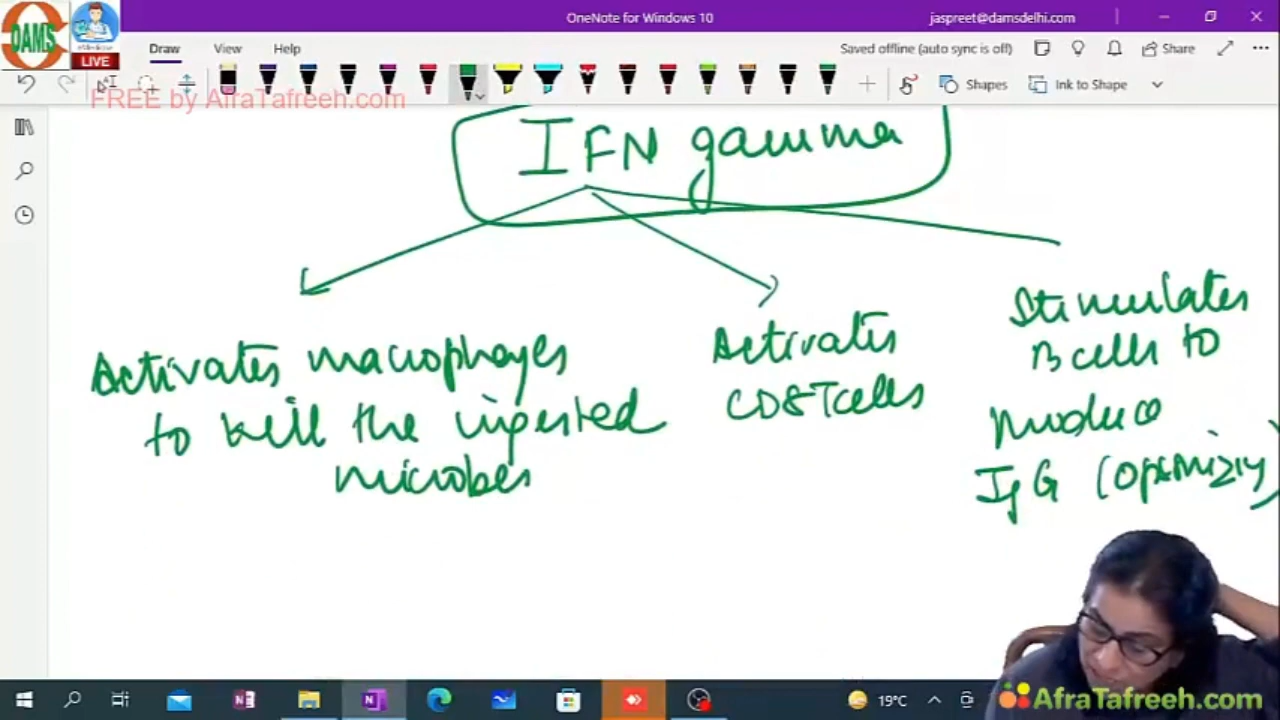 DAMS
eMedicoz
LIVE
OneNote for Windows 10
jaspreet@damsdelhi.com
Draw
View
Help
Saved offline (auto sync is off)
Share
Shapes
Ink to Shape
FREE by AfraTafreeh.com
IFN gamma
Activates macrophages
to kill the ingested
microbes
Activates
CD8 T cells
Stimulates
B cells to
produce
IgG (opsonizing)
19°C
AfraTafreeh.com